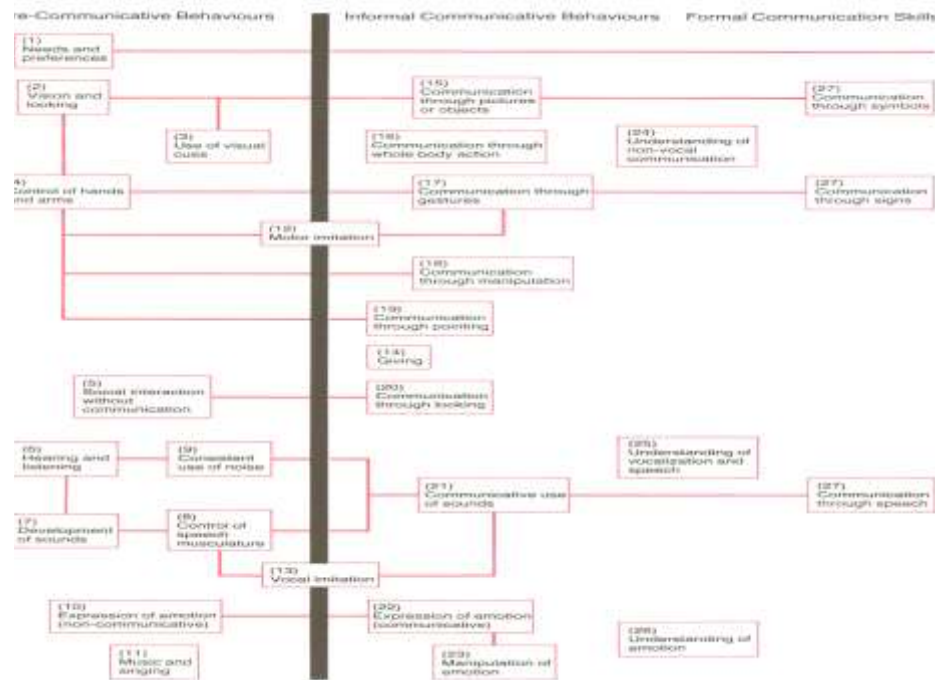 re-Communicative Behaviours
Informal Communicative Behaviours
Formal Communication Skills
(1)
Needs and
preferences
(2)
Vision and
looking
(15)
Communication
through pictures
or objects
(27)
Communication
through symbols
(3)
Use of visual
cues
(16)
Communication through
whole body action
(24)
Understanding of
non-vocal
communication
4)
Control of hands
and arms
(17)
Communication through
gestures
(27)
Communication
through signs
(12)
Motor imitation
(18)
Communication
through manipulation
(19)
Communication
through pointing
(14)
Giving
(5)
Social interaction
without
communication
(20)
Communication
through looking
(6)
Hearing and
listening
(9)
Consistent
use of noise
(25)
Understanding of
vocalization and
speech
(21)
Communicative use
of sounds
(27)
Communication
through speech
(7)
Development
of sounds
(8)
Control of
speech
musculature
(13)
Vocal imitation
(10)
Expression of emotion
(non-communicative)
(22)
Expression of emotion
(communicative)
(26)
Understanding of
emotion
(11)
Music and
singing
(23)
Manipulation of
emotion